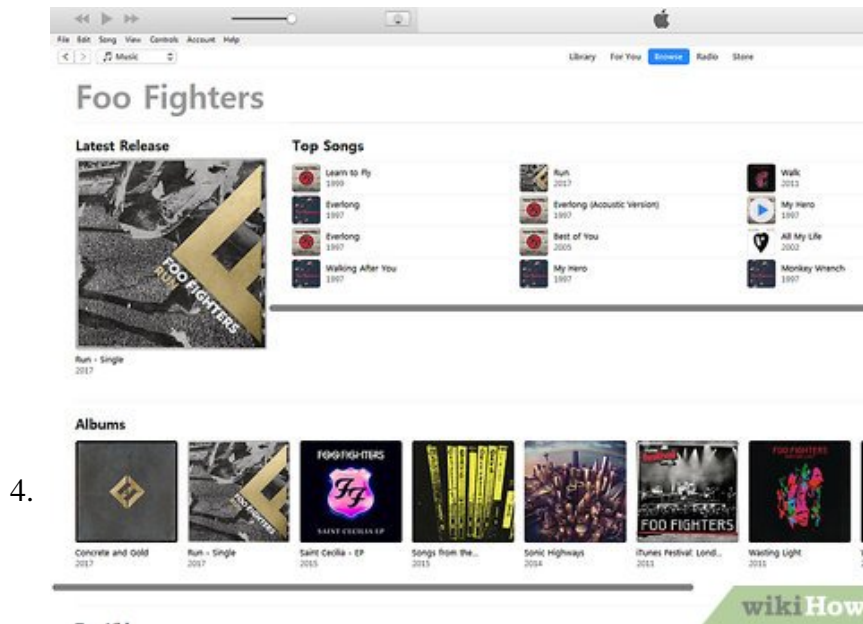 File Edit Song View Controls Account Help
Music
Library For You Browse Radio Store
Foo Fighters
Latest Release
FOO FIGHTERS
RUN
Run - Single
2017
Top Songs
Learn to Fly
1999
Run
2017
Walk
2011
Everlong
1997
Everlong (Acoustic Version)
1997
My Hero
1997
Everlong
1997
Best of You
2005
All My Life
2002
Walking After You
1997
My Hero
1997
Monkey Wrench
1997
Albums
4.
FOO FIGHTERS
FOO FIGHTERS
SAINT CECILIA EP
FOO FIGHTERS
FOO FIGHTERS
Concrete and Gold
2017
Run - Single
2017
Saint Cecilia - EP
2015
Songs from the...
2015
Sonic Highways
2014
iTunes Festival: Lond...
2011
Wasting Light
2011
wikiHow